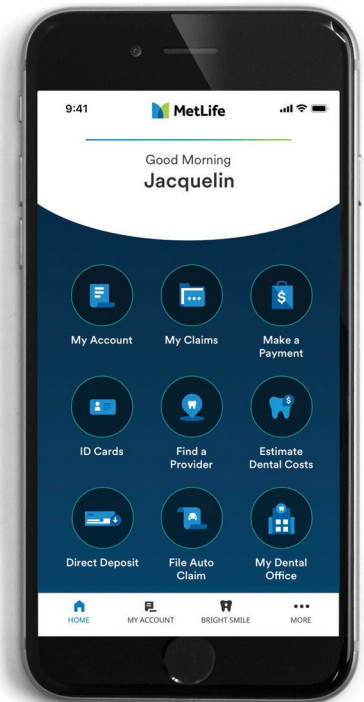 9:41
MetLife
Good Morning
Jacquelin
My Account
My Claims
Make a
Payment
$
ID Cards
Find a
Provider
Estimate
Dental Costs
$
Direct Deposit
File Auto
Claim
My Dental
Office
HOME
MY ACCOUNT
BRIGHT SMILE
MORE